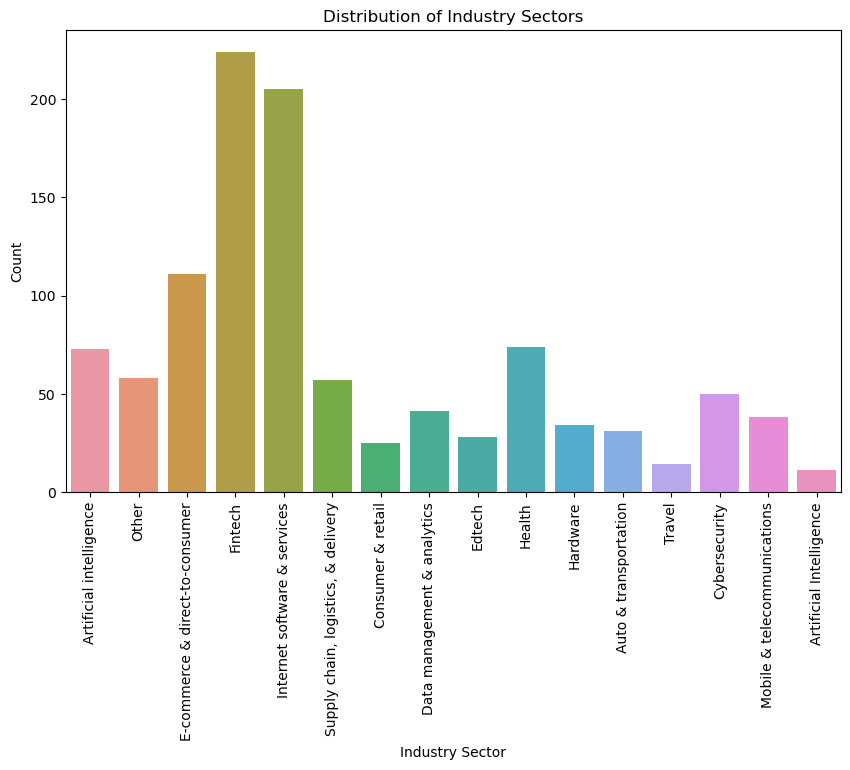 Distribution of Industry Sectors
Count
200
150
100
50
0
Artificial intelligence
Other
E-commerce & direct-to-consumer
Fintech
Internet software & services
Supply chain, logistics, & delivery
Consumer & retail
Data management & analytics
Edtech
Health
Hardware
Auto & transportation
Travel
Cybersecurity
Mobile & telecommunications
Artificial Intelligence
Industry Sector